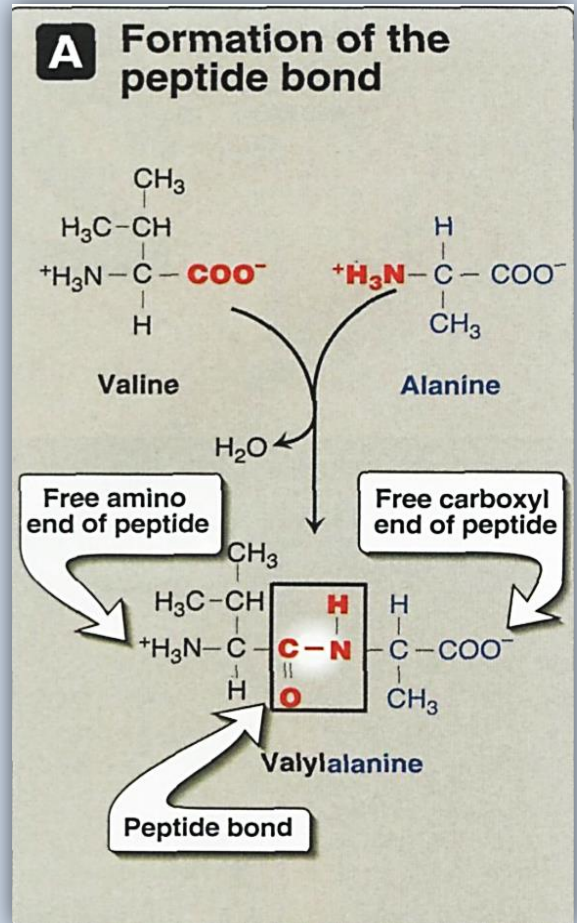 A Formation of the
peptide bond
CH₃
H₃C–CH
⁺H₃N–C–COO⁻
H
Valine
H
⁺H₃N–C–COO⁻
CH₃
Alanine
H₂O
Free amino
end of peptide
Free carboxyl
end of peptide
CH₃
H₃C–CH H H
⁺H₃N–C–C–N–C–COO⁻
H O CH₃
Valylalanine
Peptide bond